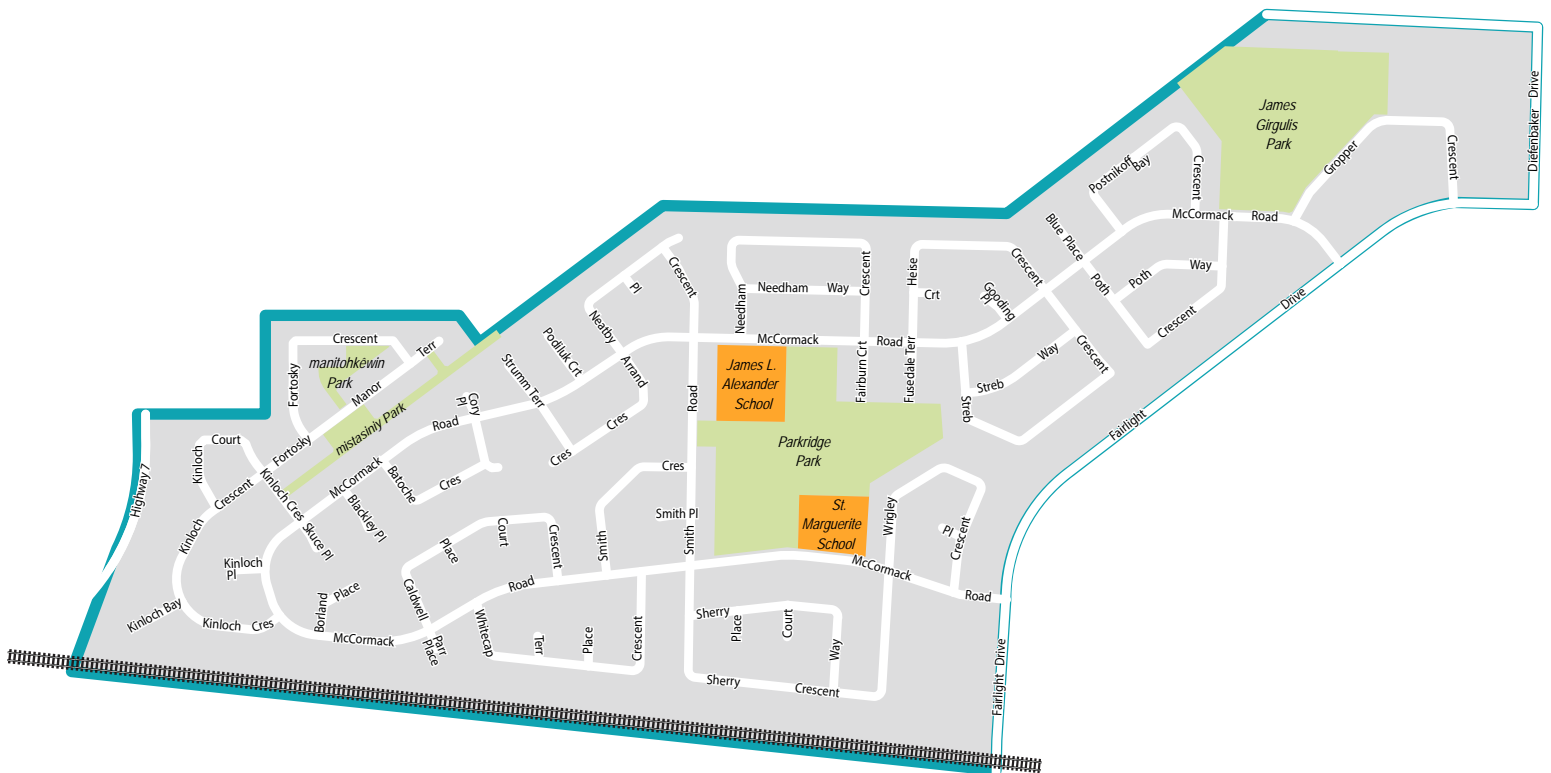 James
Girgulis
Park
Diefenbaker Drive
Gropper
Crescent
Postnikoff
Bay
Crescent
McCormack Road
Blue Place
Poth
Poth
Way
Crescent
Drive
Fairlight
Crescent
Heise
Crt
Gooding
Pl
Crescent
Way
Streb
Streb
Crescent
Needham
Needham Way
McCormack Road
Fairburn Crt
Fusedale Terr
Crescent
Pl
Neatby
Arrand
Cres
Cres
Podiluk Crt
Strumm Terr
Road
James L.
Alexander
School
Parkridge
Park
St.
Marguerite
School
Crescent
manitohkêwin
Park
Fortosky
Manor
Terr
Fortosky
mistasiniy Park
Cory
Pl
Road
McCormack
Batoche
Cres
Blackley Pl
Court
Kinloch
Crescent
Kinloch Cres
Skuce Pl
Kinloch
Highway 7
Kinloch
Pl
Kinloch Bay
Kinloch Cres
Borland
Place
McCormack
Place
Court
Crescent
Caldwell
Parr
Place
Road
Whitecap
Terr
Place
Crescent
Cres
Smith Pl
Smith
Smith
Wrigley
Pl
Crescent
McCormack
Road
Sherry
Place
Court
Way
Sherry
Crescent
Fairlight Drive